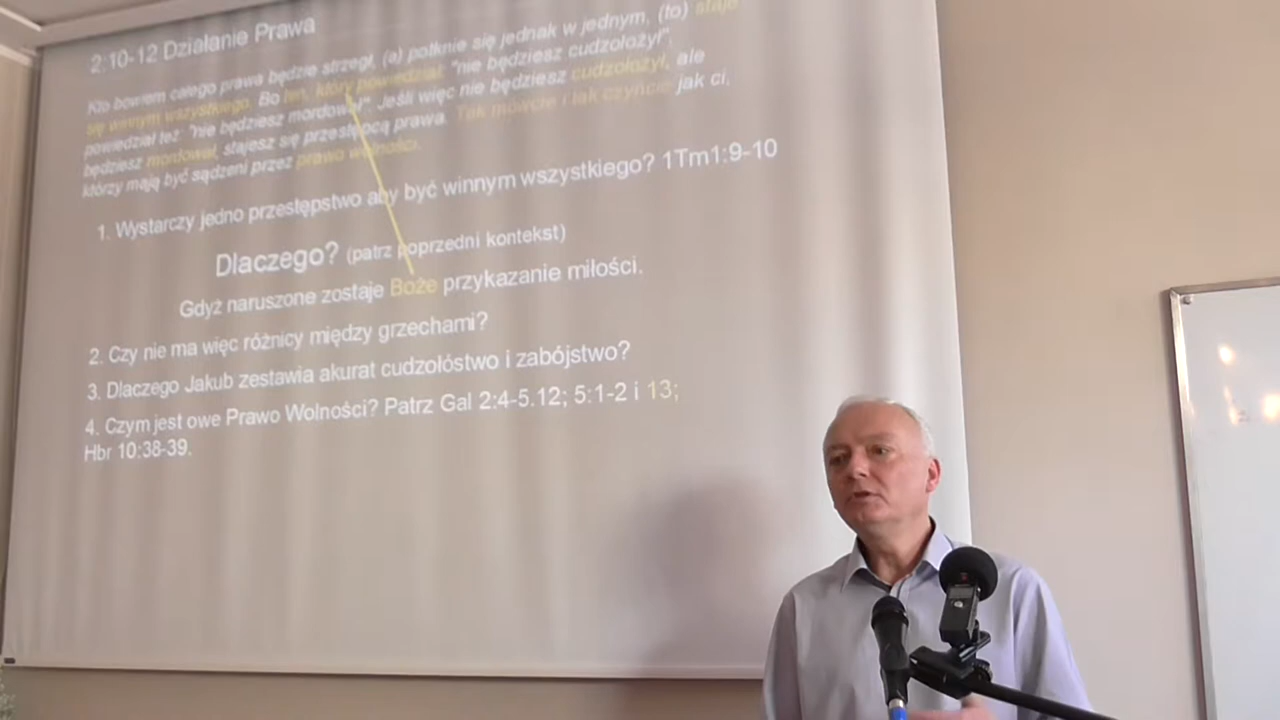 2:10-12 Działanie Prawa
Kto bowiem całego prawa będzie strzegł, (a) potknie się jednak w jednym, (to) staje
się winnym wszystkiego. Bo ten, który powiedział: "nie będziesz cudzołożył",
powiedział też: "nie będziesz mordował". Jeśli więc nie będziesz cudzołożył, ale
będziesz mordował, stajesz się przestępcą prawa. Tak mówcie i tak czyńcie jak ci,
którzy mają być sądzeni przez prawo wolności.
1. Wystarczy jedno przestępstwo aby być winnym wszystkiego? 1Tm1:9-10
Dlaczego? (patrz poprzedni kontekst)
Gdyż naruszone zostaje Boże przykazanie miłości.
2. Czy nie ma więc różnicy między grzechami?
3. Dlaczego Jakub zestawia akurat cudzołóstwo i zabójstwo?
4. Czym jest owe Prawo Wolności? Patrz Gal 2:4-5.12; 5:1-2 i 13;
Hbr 10:38-39.